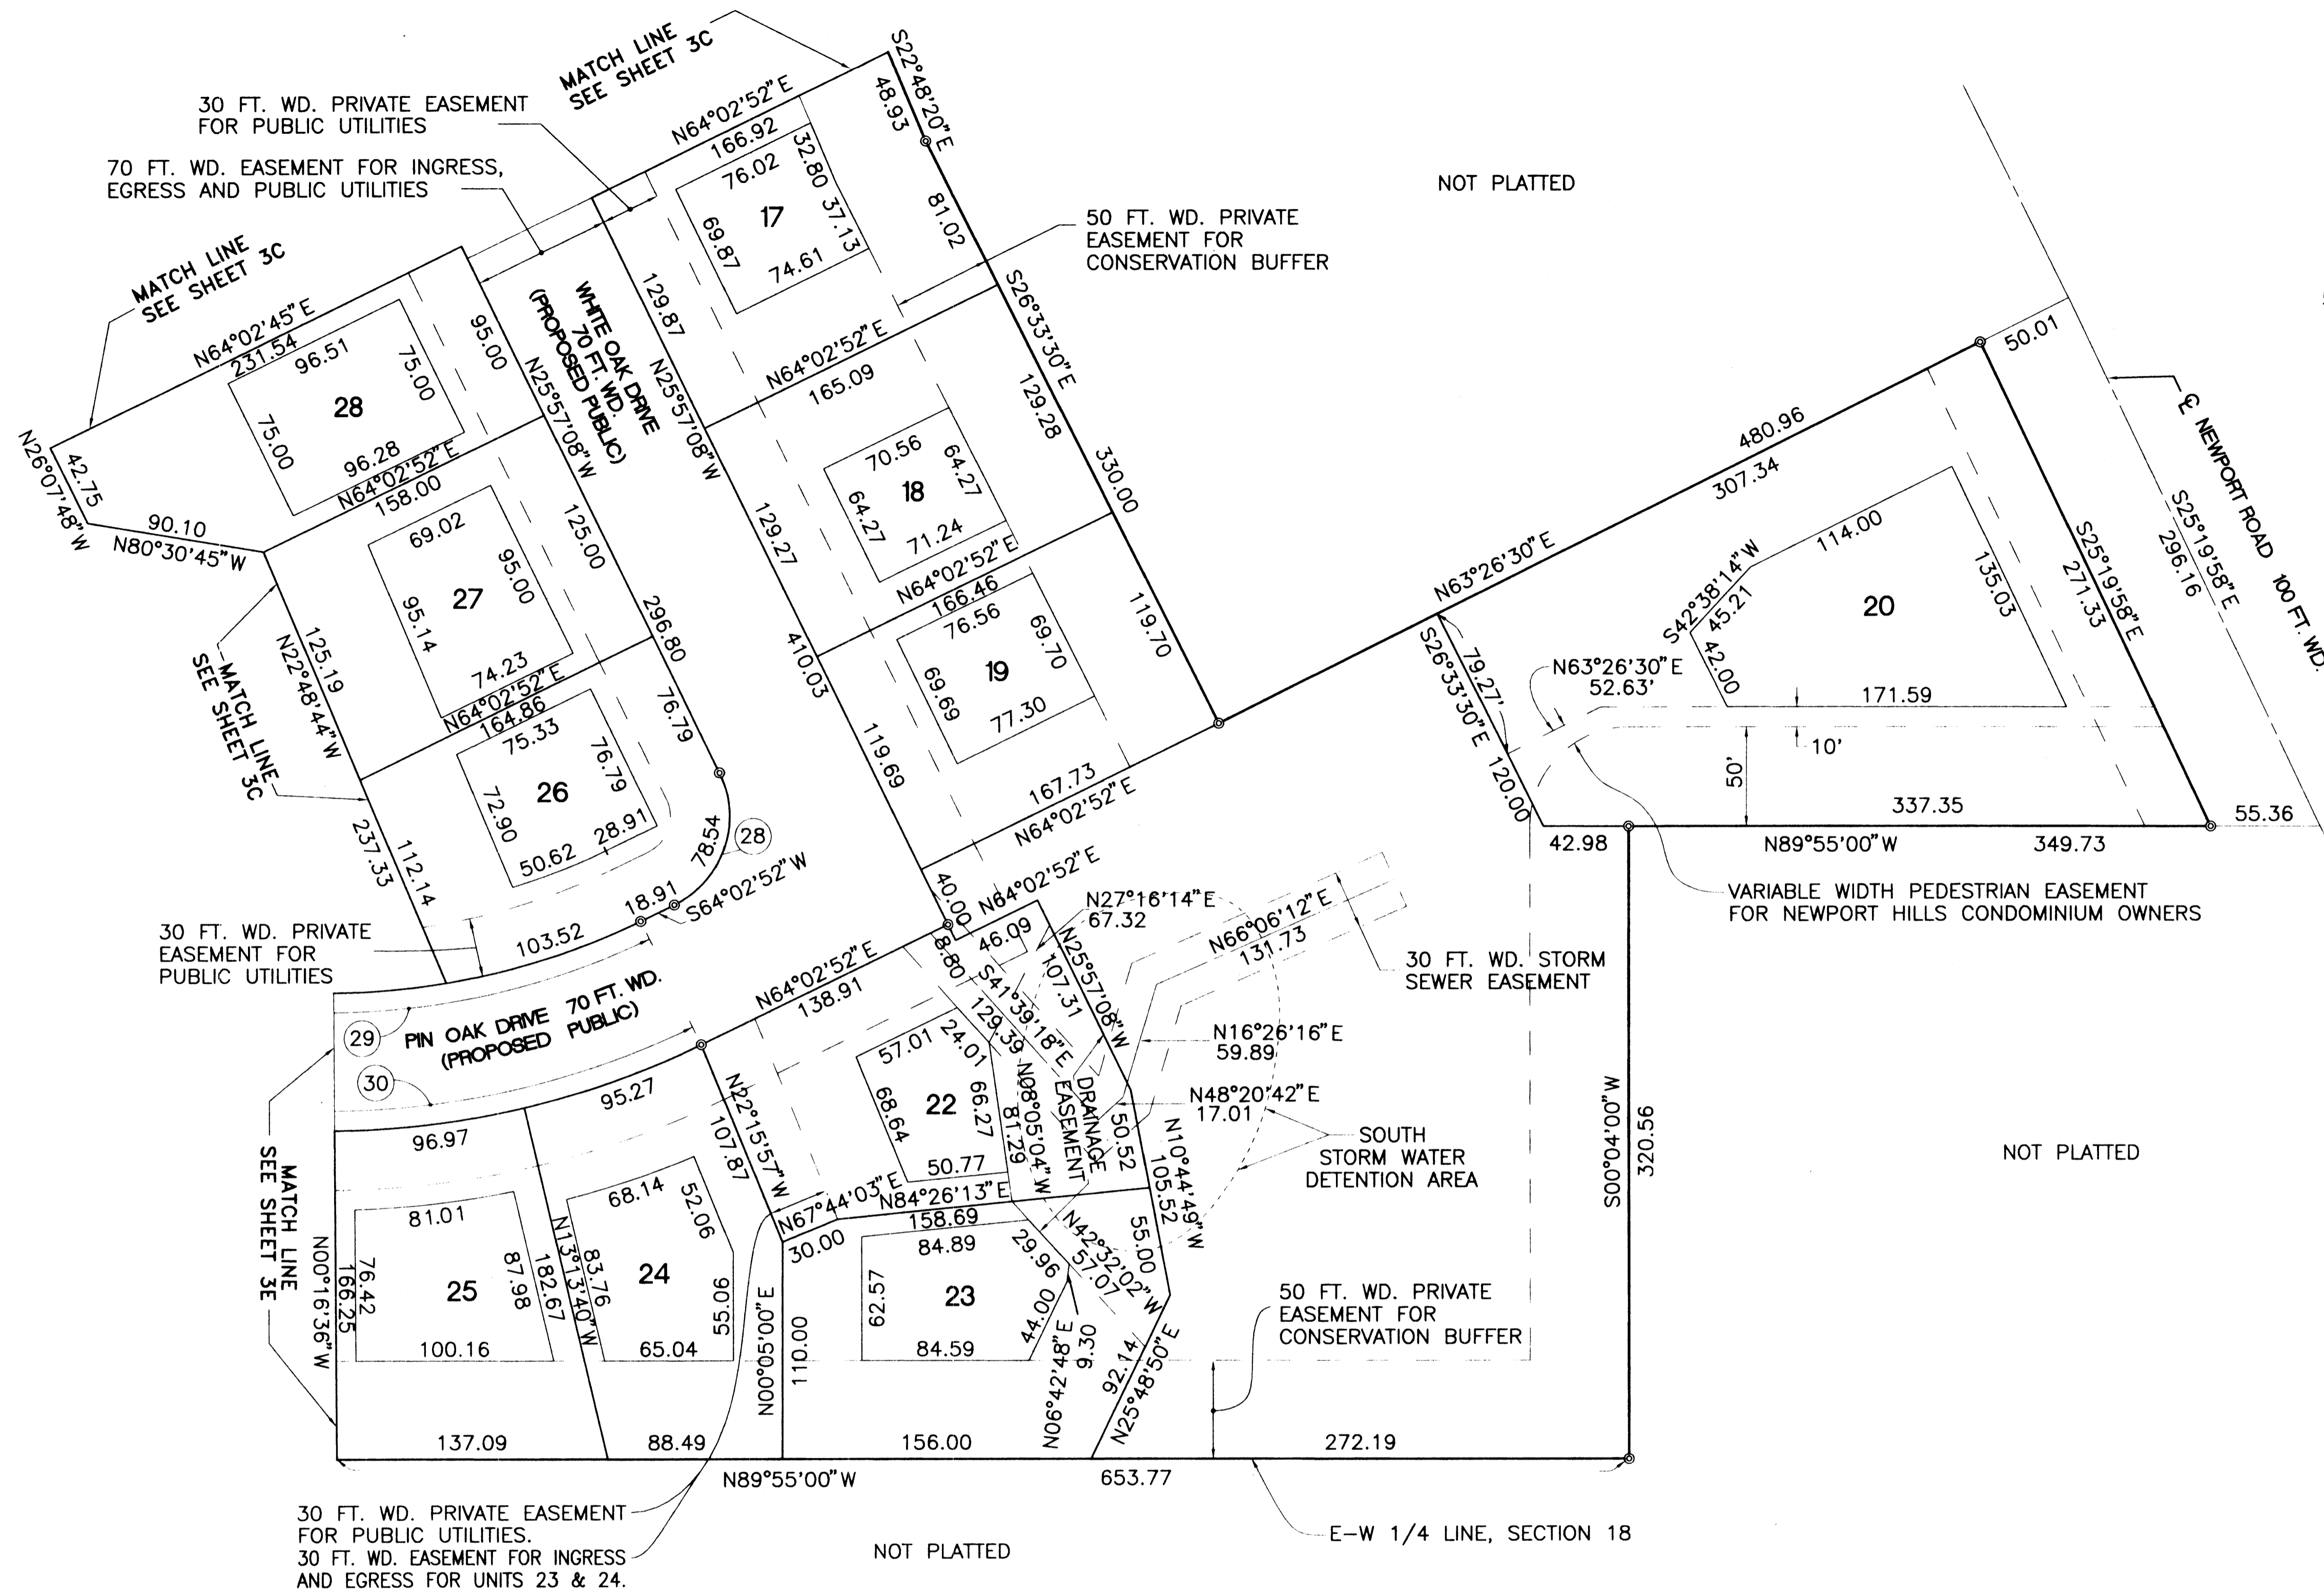 MATCH LINE
SEE SHEET 3C
S22°48'20"E
48.93
30 FT. WD. PRIVATE EASEMENT
FOR PUBLIC UTILITIES
N64°02'52"E
166.92
70 FT. WD. EASEMENT FOR INGRESS,
EGRESS AND PUBLIC UTILITIES
76.02
32.80
37.13
17
69.87
74.61
81.02
NOT PLATTED
50 FT. WD. PRIVATE
EASEMENT FOR
CONSERVATION BUFFER
MATCH LINE
SEE SHEET 3C
N64°02'45"E
231.54
96.51
75.00
28
75.00
96.28
95.00
N25°57'08"W
WHITE OAK DRIVE
70 FT. WD.
(PROPOSED PUBLIC)
129.87
N25°57'08"W
N64°02'52"E
165.09
S26°33'30"E
129.28
330.00
50.01
℄ NEWPORT ROAD 100 FT. WD.
N26°07'48"W
42.75
90.10
N80°30'45"W
N64°02'52"E
158.00
69.02
95.00
27
95.14
74.23
125.00
296.80
76.79
70.56
64.27
18
64.27
71.24
129.27
N64°02'52"E
166.46
76.56
69.70
19
69.69
77.30
410.03
119.69
119.70
480.96
307.34
N63°26'30"E
114.00
S42°38'14"W
45.21
42.00
135.03
20
171.59
S25°19'58"E
271.33
S25°19'58"E
296.16
79.27'
S26°33'30"E
120.00
N63°26'30"E
52.63'
10'
50'
337.35
42.98
N89°55'00"W
349.73
55.36
125.19
N22°48'44"W
MATCH LINE
SEE SHEET 3C
N64°02'52"E
164.86
75.33
76.79
26
72.90
50.62
28.91
237.33
112.14
78.54
28
18.91
S64°02'52"W
103.52
30 FT. WD. PRIVATE
EASEMENT FOR
PUBLIC UTILITIES
167.73
N64°02'52"E
40.00
N64°02'52"E
46.09
8.80
N27°16'14"E
67.32
N66°06'12"E
131.73
VARIABLE WIDTH PEDESTRIAN EASEMENT
FOR NEWPORT HILLS CONDOMINIUM OWNERS
30 FT. WD. STORM
SEWER EASEMENT
29
PIN OAK DRIVE 70 FT. WD.
(PROPOSED PUBLIC)
30
N64°02'52"E
138.91
S41°39'18"E
129.39
107.31
N25°57'08"W
N16°26'16"E
59.89
N48°20'42"E
17.01
57.01
24.01
66.27
22
68.64
50.77
81.29
N08°05'04"W
DRAINAGE
EASEMENT
50.52
N10°44'49"W
105.52
55.00
SOUTH
STORM WATER
DETENTION AREA
S00°04'00"W
320.56
NOT PLATTED
95.27
96.97
N22°15'57"W
107.87
N67°44'03"E
30.00
N84°26'13"E
158.69
MATCH LINE
SEE SHEET 3E
N00°16'36"W
166.25
76.42
81.01
87.98
25
100.16
182.67
N13°13'40"W
68.14
52.06
83.76
24
55.06
65.04
N00°05'00"E
110.00
84.89
29.96
62.57
23
44.00
84.59
N42°32'02"W
57.07
N06°42'48"E
9.30
92.14
N25°48'50"E
50 FT. WD. PRIVATE
EASEMENT FOR
CONSERVATION BUFFER
137.09
88.49
156.00
272.19
N89°55'00"W
653.77
30 FT. WD. PRIVATE EASEMENT
FOR PUBLIC UTILITIES.
30 FT. WD. EASEMENT FOR INGRESS
AND EGRESS FOR UNITS 23 & 24.
E-W 1/4 LINE, SECTION 18
NOT PLATTED